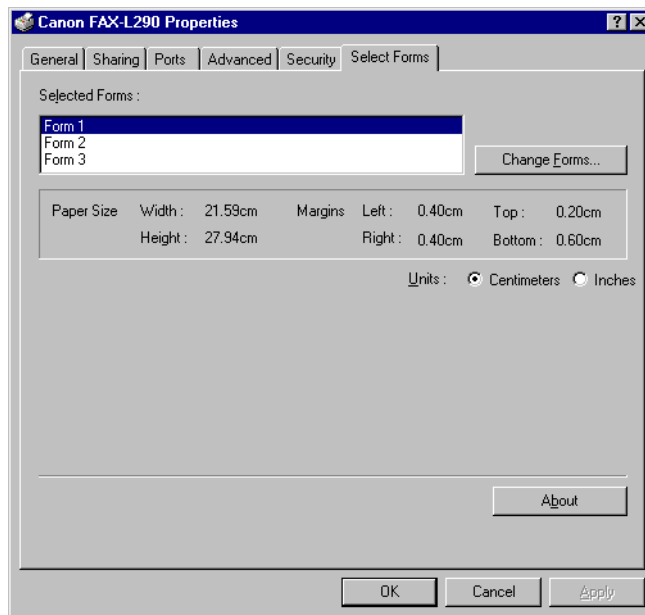 Canon FAX-L290 Properties
General Sharing Ports Advanced Security Select Forms
Selected Forms :
Form 1
Form 2
Form 3
Change Forms...
Paper Size Width : 21.59cm Margins Left : 0.40cm Top : 0.20cm
Height : 27.94cm Right : 0.40cm Bottom : 0.60cm
Units : Centimeters Inches
About
OK Cancel Apply